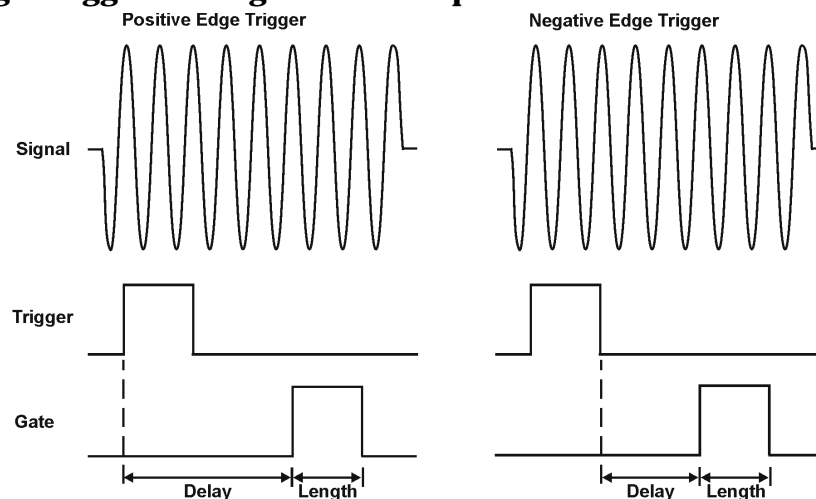 Positive Edge Trigger
Negative Edge Trigger
Signal
Trigger
Gate
Delay
Length
Delay
Length